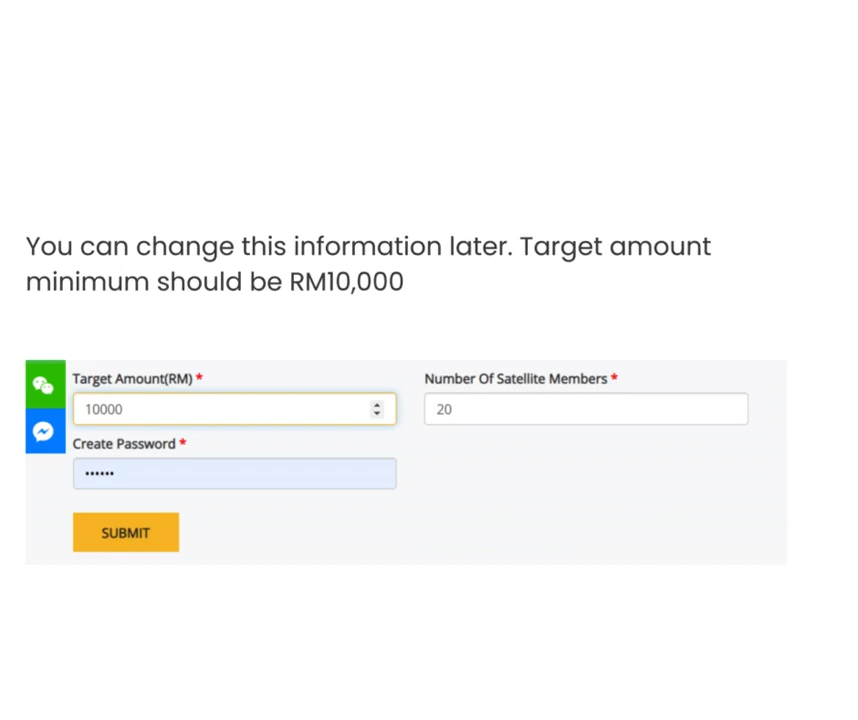 You can change this information later. Target amount
minimum should be RM10,000
Target Amount(RM) *
Number Of Satellite Members *
10000
20
Create Password *
••••••
SUBMIT